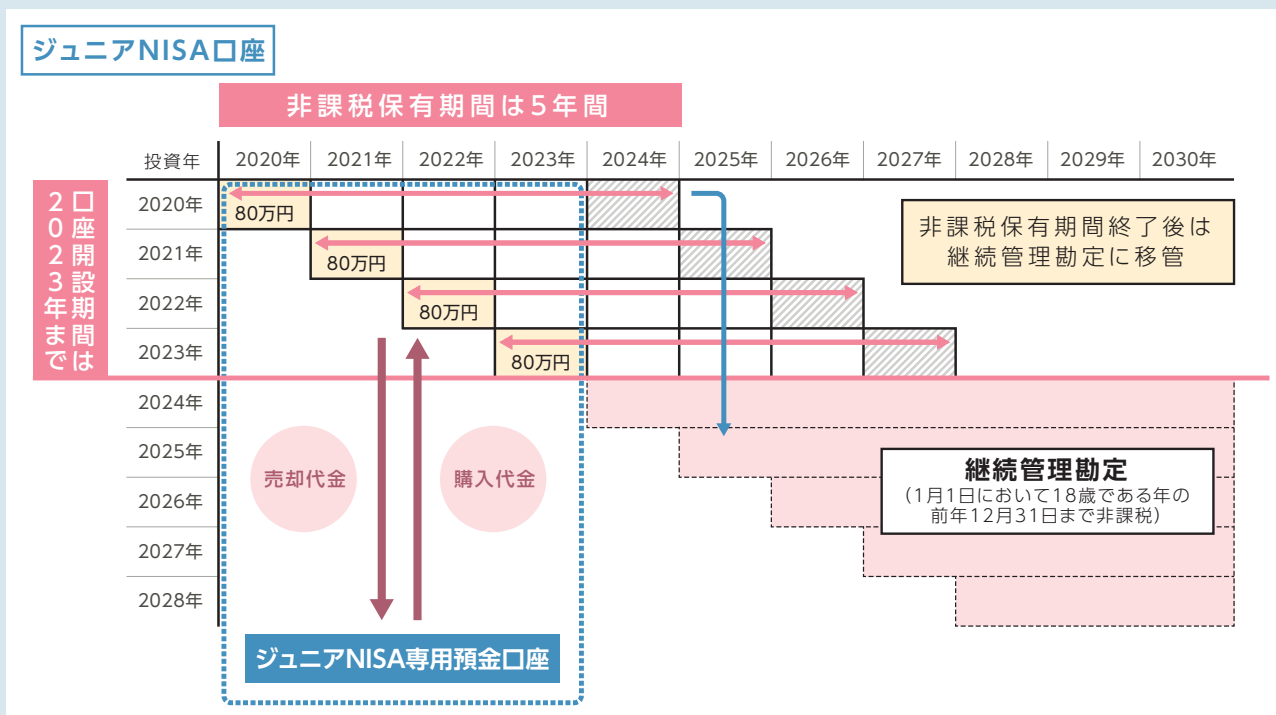 ジュニアNISA口座
非課税保有期間は5年間
投資年 2020年 2021年 2022年 2023年 2024年 2025年 2026年 2027年 2028年 2029年 2030年
口座開設期間は
2023年まで
2020年 80万円
2021年 80万円
2022年 80万円
2023年 80万円
2024年
2025年
2026年
2027年
2028年
非課税保有期間終了後は
継続管理勘定に移管
売却代金
購入代金
継続管理勘定
（1月1日において18歳である年の
前年12月31日まで非課税）
ジュニアNISA専用預金口座